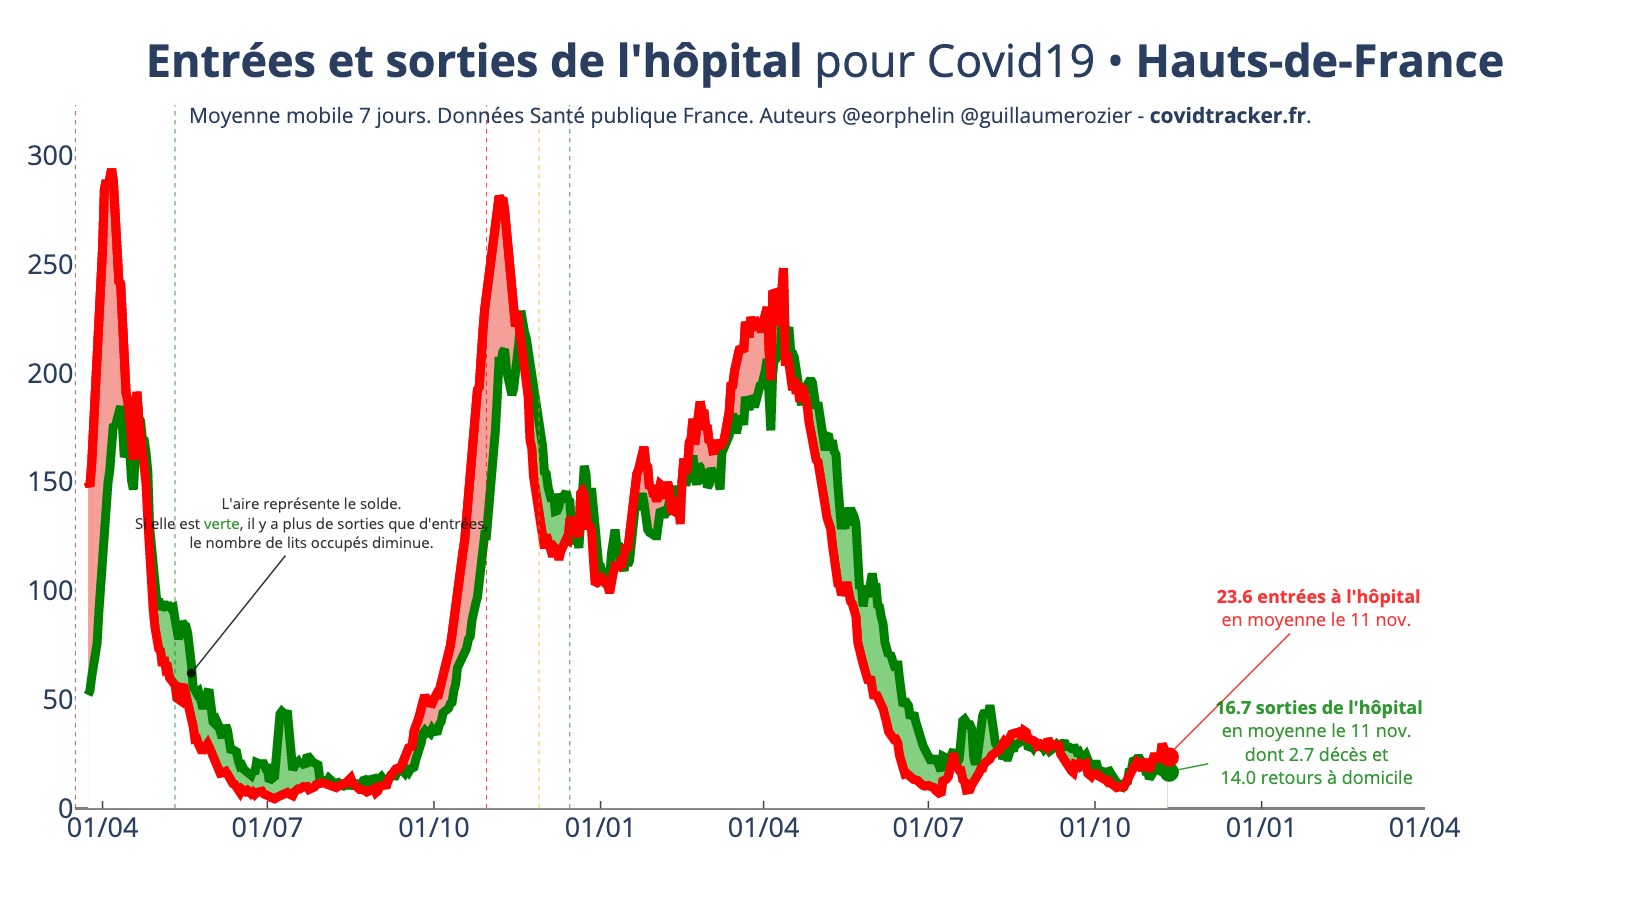 Entrées et sorties de l'hôpital pour Covid19 • Hauts-de-France
Moyenne mobile 7 jours. Données Santé publique France. Auteurs @eorphelin @guillaumerozier - covidtracker.fr.
300
250
200
150
100
50
0
L'aire représente le solde.
Si elle est verte, il y a plus de sorties que d'entrées,
le nombre de lits occupés diminue.
23.6 entrées à l'hôpital
en moyenne le 11 nov.
16.7 sorties de l'hôpital
en moyenne le 11 nov.
dont 2.7 décès et
14.0 retours à domicile
01/04 01/07 01/10 01/01 01/04 01/07 01/10 01/01 01/04